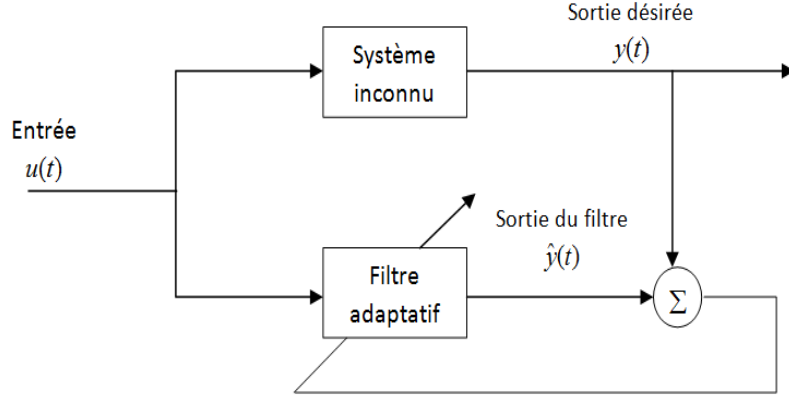 Sortie désirée
y(t)
Système
inconnu
Entrée
u(t)
Sortie du filtre
ŷ(t)
Filtre
adaptatif
Σ